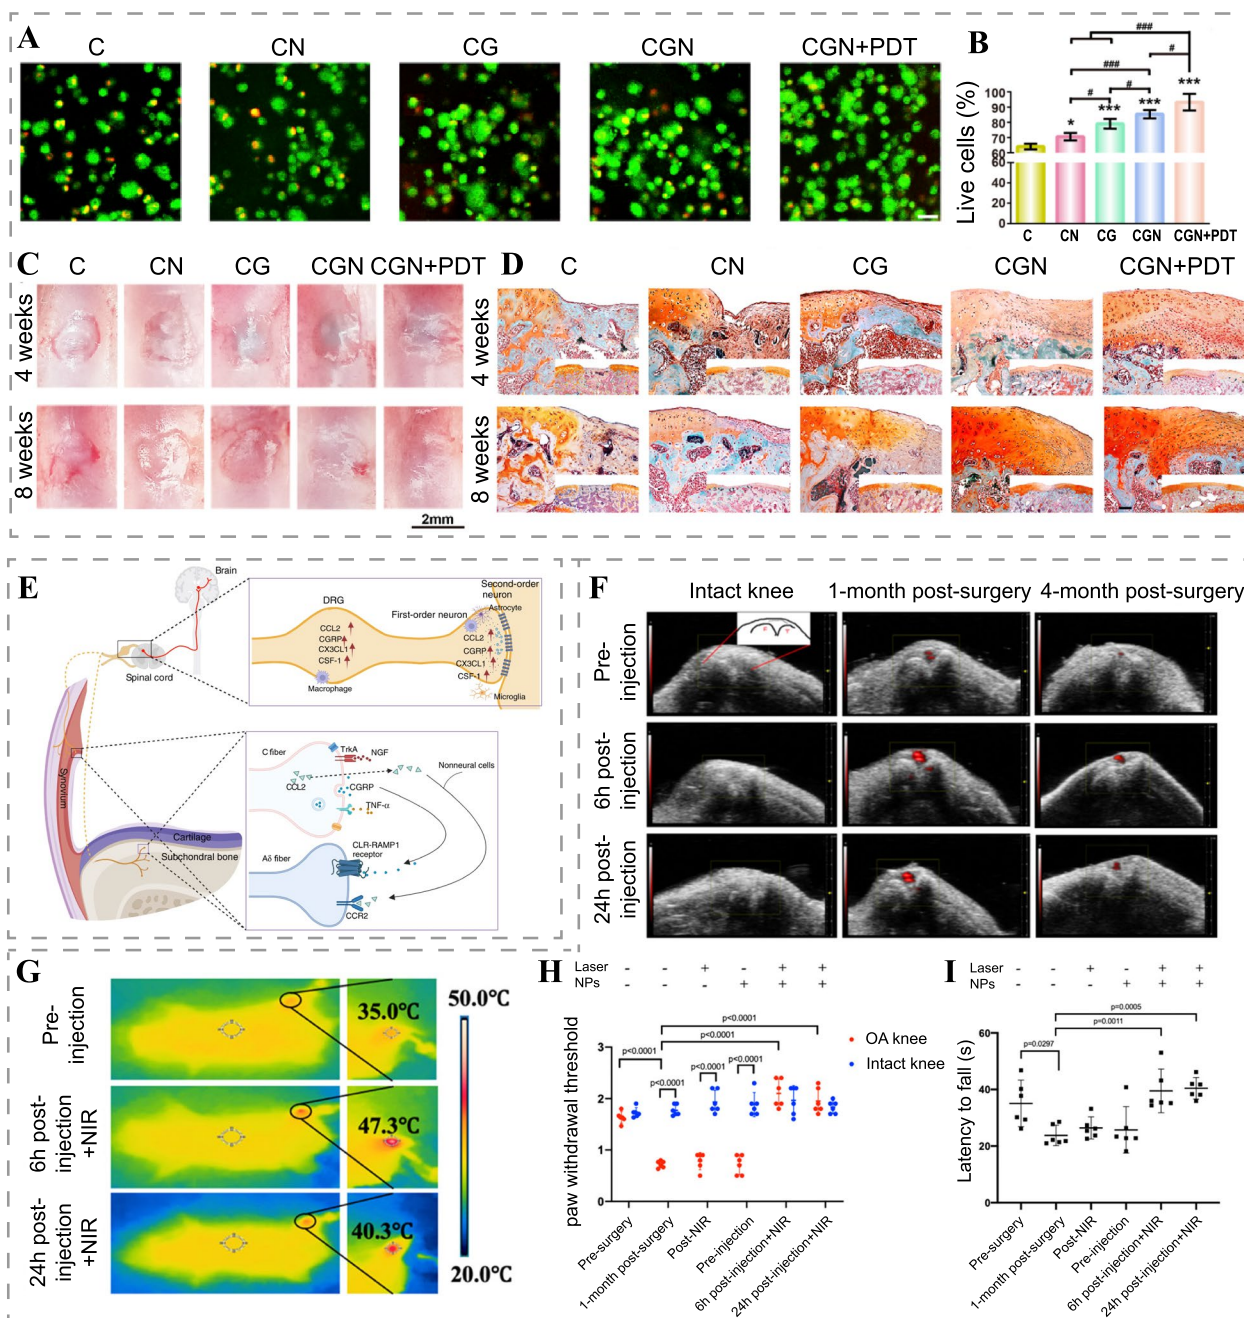 A
C CN CG CGN CGN+PDT
B
###
#
###
# #
* *** *** ***
Live cells (%)
100
90
80
70
60
60
40
20
0
C CN CG CGN CGN+PDT
C
C CN CG CGN CGN+PDT
4 weeks
8 weeks
2mm
D
C CN CG CGN CGN+PDT
4 weeks
8 weeks
E
Brain
Spinal cord
Synovium
Cartilage
Subchondral bone
DRG
CCL2
CGRP
CX3CL1
CSF-1
Macrophage
First-order neuron
Second-order
neuron
Astrocyte
CCL2
CGRP
CX3CL1
CSF-1
Microglia
C fiber
TrkA
NGF
CCL2
CGRP
TNF-α
Nonneural cells
Aδ fiber
CLR-RAMP1
receptor
CCR2
F
Intact knee 1-month post-surgery 4-month post-surgery
Pre-
injection
6h post-
injection
24h post-
injection
G
Pre-
injection
6h post-
injection
+NIR
24h post-
injection
+NIR
35.0℃
47.3℃
40.3℃
50.0℃
20.0℃
H
Laser - - + - + +
NPs - - - + + +
paw withdrawal threshold
3
2
1
0
p<0.0001
p<0.0001
p<0.0001
p<0.0001
p<0.0001
p<0.0001
OA knee
Intact knee
Pre-surgery
1-month post-surgery
Post-NIR
Pre-injection
6h post-injection+NIR
24h post-injection+NIR
I
Laser - - + - + +
NPs - - - + + +
Latency to fall (s)
60
40
20
0
p=0.0005
p=0.0011
p=0.0297
Pre-surgery
1-month post-surgery
Post-NIR
Pre-injection
6h post-injection+NIR
24h post-injection+NIR